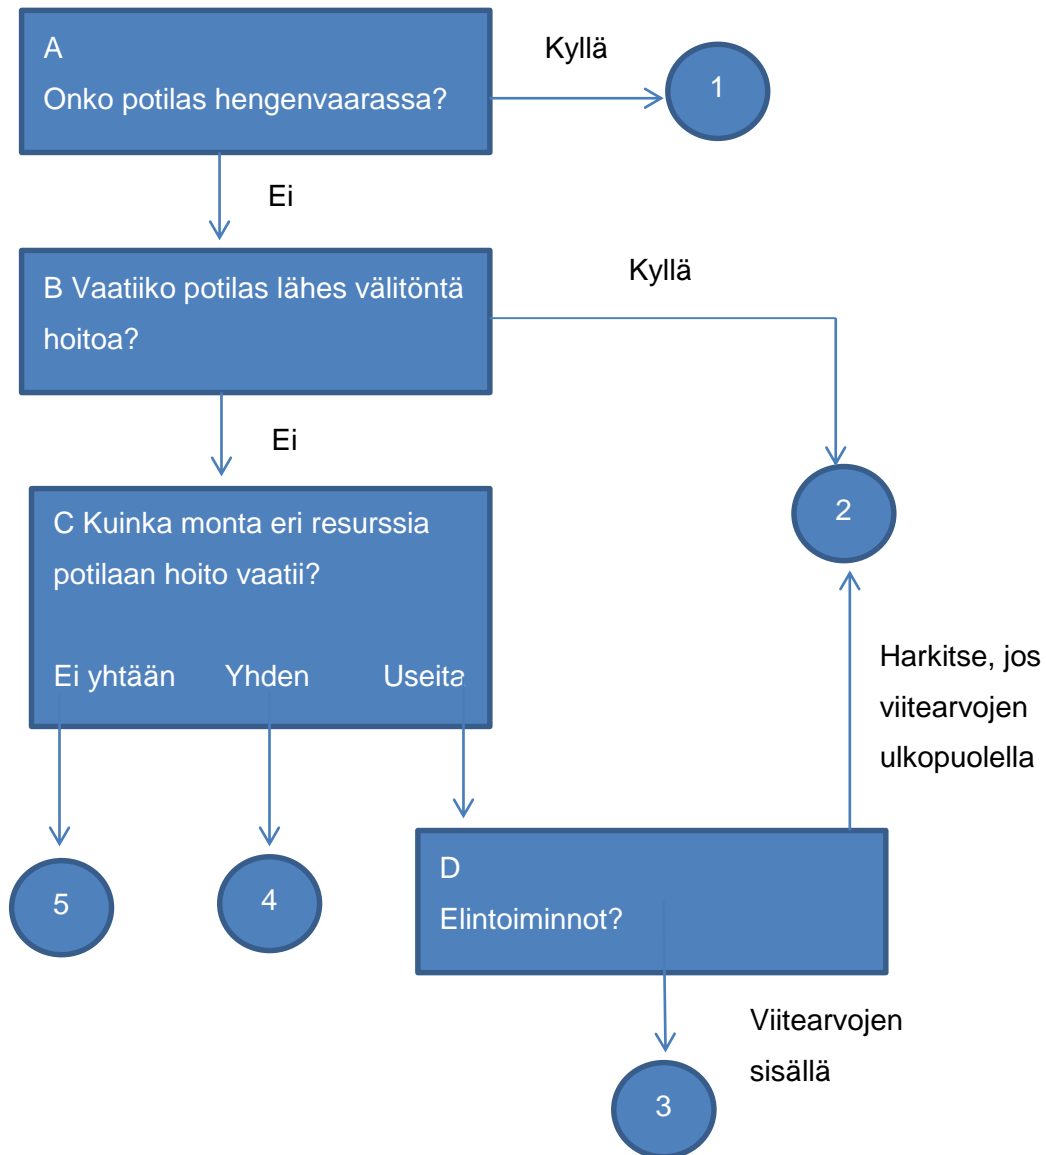 A
Onko potilas hengenvaarassa?
Kyllä
1
Ei
B Vaatiiko potilas lähes välitöntä
hoitoa?
Kyllä
Ei
2
C Kuinka monta eri resurssia
potilaan hoito vaatii?
Ei yhtään Yhden Useita
Harkitse, jos
viitearvojen
ulkopuolella
5
4
D
Elintoiminnot?
Viitearvojen
sisällä
3